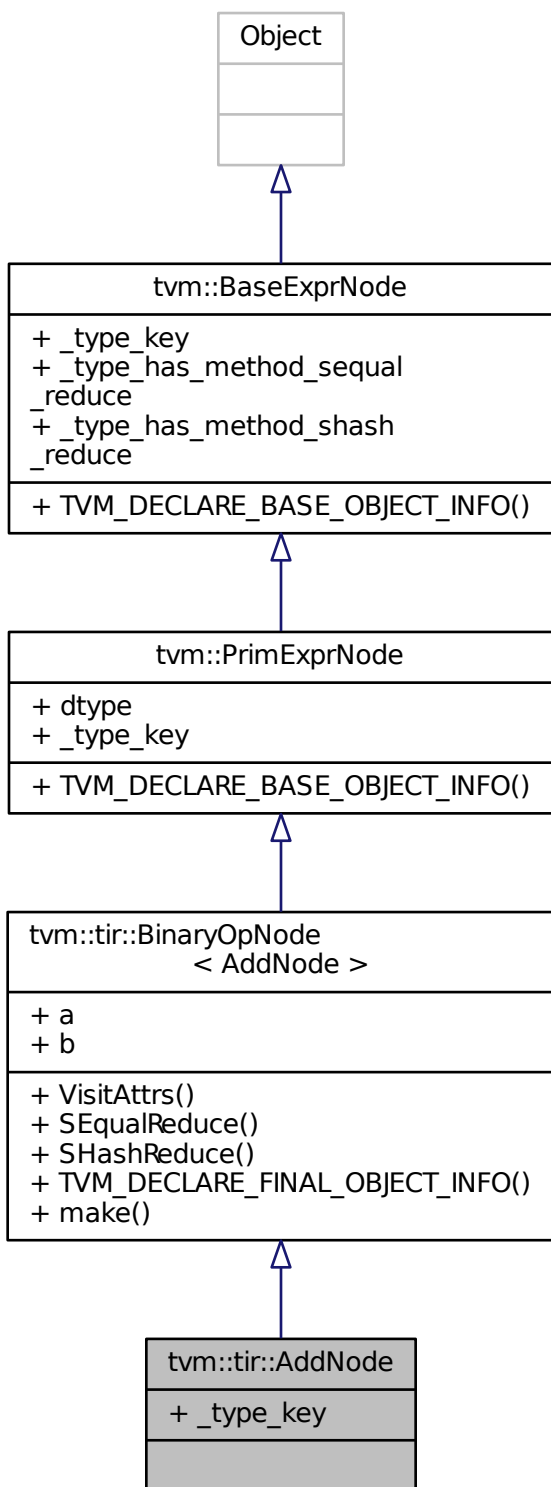 Object
tvm::BaseExprNode
+ _type_key
+ _type_has_method_sequal
_reduce
+ _type_has_method_shash
_reduce
+ TVM_DECLARE_BASE_OBJECT_INFO()
tvm::PrimExprNode
+ dtype
+ _type_key
+ TVM_DECLARE_BASE_OBJECT_INFO()
tvm::tir::BinaryOpNode
< AddNode >
+ a
+ b
+ VisitAttrs()
+ SEqualReduce()
+ SHashReduce()
+ TVM_DECLARE_FINAL_OBJECT_INFO()
+ make()
tvm::tir::AddNode
+ _type_key